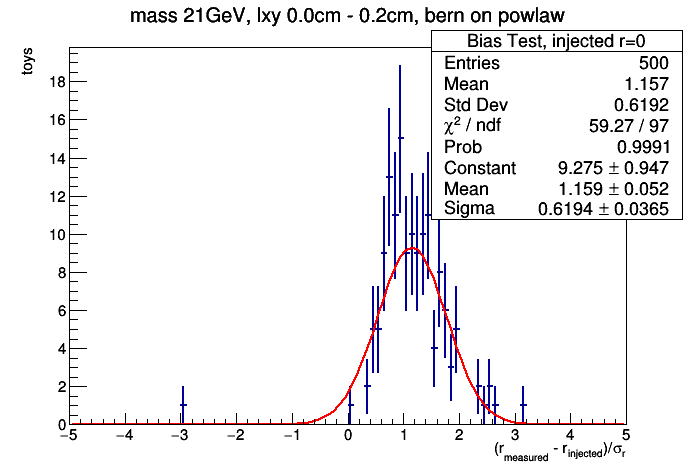 mass 21GeV, lxy 0.0cm - 0.2cm, bern on powlaw
toys
Bias Test, injected r=0
Entries 500
Mean 1.157
Std Dev 0.6192
χ² / ndf 59.27 / 97
Prob 0.9991
Constant 9.275 ± 0.947
Mean 1.159 ± 0.052
Sigma 0.6194 ± 0.0365
18
16
14
12
10
8
6
4
2
0
−5 −4 −3 −2 −1 0 1 2 3 4 5
(r_measured - r_injected)/σ_r